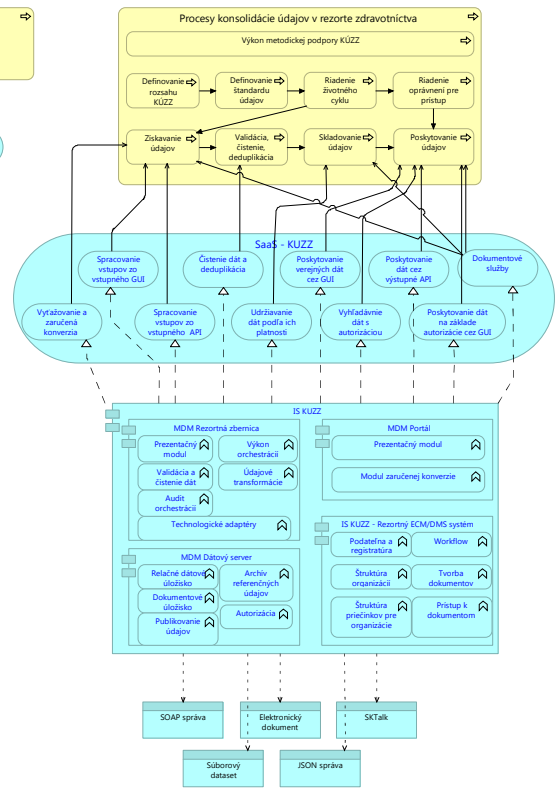 Procesy konsolidácie údajov v rezorte zdravotníctva
Výkon metodickej podpory KÚZZ
Definovanie
rozsahu
KÚZZ
Definovanie
štandardu
údajov
Riadenie
životného
cyklu
Riadenie
oprávnení pre
prístup
Získavanie
údajov
Validácia,
čistenie,
deduplikácia
Skladovanie
údajov
Poskytovanie
údajov
SaaS - KUZZ
Spracovanie
vstupov zo
vstupného GUI
Čistenie dát a
deduplikácia
Poskytovanie
verejných dát
cez GUI
Poskytovanie
dát cez
výstupné API
Dokumentové
služby
Vyťažovanie a
zaručená
konverzia
Spracovanie
vstupov zo
vstupného API
Udržiavanie
dát podľa ich
platnosti
Vyhľadávnie
dát s
autorizáciou
Poskytovanie dát
na základe
autorizácie cez GUI
IS KUZZ
MDM Rezortná zbernica
Prezentačný
modul
Výkon
orchestrácií
Validácia a
čistenie dát
Údajové
transformácie
Audit
orchestrácií
Technologické adaptéry
MDM Portál
Prezentačný modul
Modul zaručenej konverzie
MDM Dátový server
Relačné dátové
úložisko
Archív
referenčných
údajov
Dokumentové
úložisko
Autorizácia
Publikovanie
údajov
IS KUZZ - Rezortný ECM/DMS systém
Podateľna a
registratúra
Workflow
Štruktúra
organizácií
Tvorba
dokumentov
Štruktúra
priečinkov pre
organizácie
Prístup k
dokumentom
SOAP správa
Elektronický
dokument
SKTalk
Súborový
dataset
JSON správa